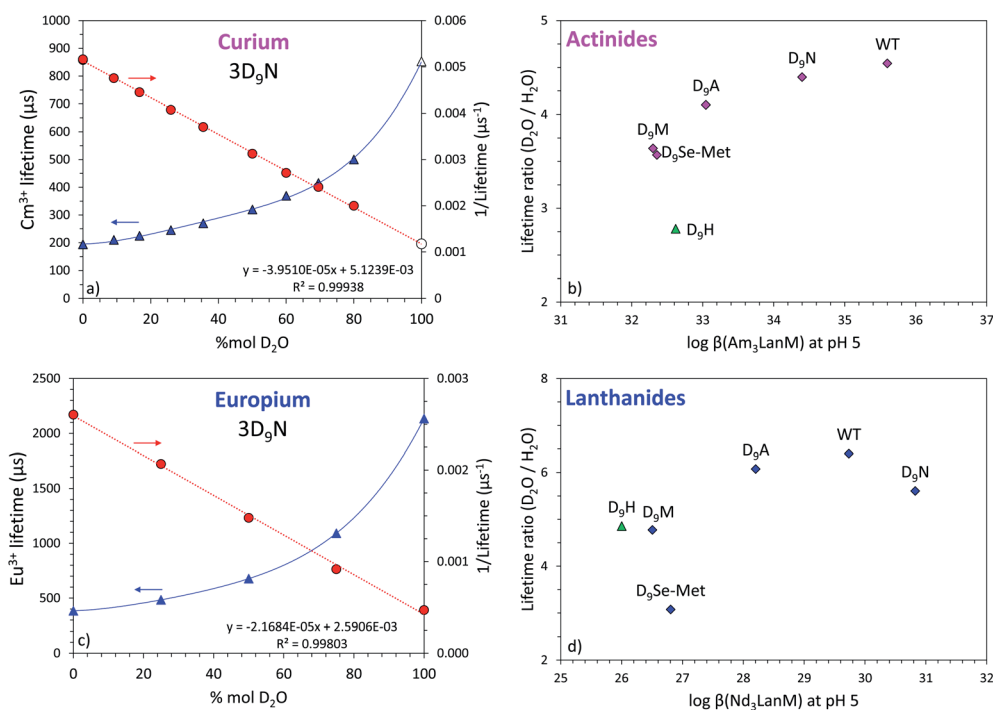 Curium
3D₉N
Cm³⁺ lifetime (µs)
1000
900
800
700
600
500
400
300
200
100
0
0.006
0.005
0.004
0.003
0.002
0.001
0
1/Lifetime (µs⁻¹)
y = -3.9510E-05x + 5.1239E-03
R² = 0.99938
a)
0 20 40 60 80 100
%mol D₂O
Actinides
Lifetime ratio (D₂O / H₂O)
5
4
3
2
WT
D₉N
D₉A
D₉M
D₉Se-Met
D₉H
b)
31 32 33 34 35 36 37
log β(Am₃LanM) at pH 5
Europium
3D₉N
Eu³⁺ lifetime (µs)
2500
2000
1500
1000
500
0
0.003
0.002
0.001
0.000
1/Lifetime (µs⁻¹)
y = -2.1684E-05x + 2.5906E-03
R² = 0.99803
c)
0 20 40 60 80 100
% mol D₂O
Lanthanides
Lifetime ratio (D₂O / H₂O)
8
6
4
2
WT
D₉A
D₉N
D₉H
D₉M
D₉Se-Met
d)
25 26 27 28 29 30 31 32
log β(Nd₃LanM) at pH 5